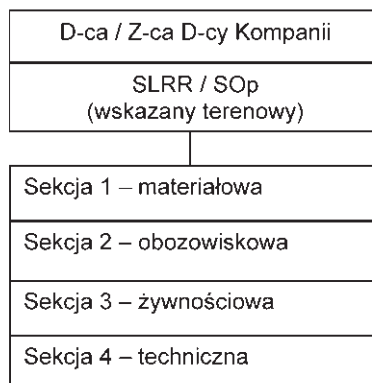 D-ca / Z-ca D-cy Kompanii
SLRR / SOp
(wskazany terenowy)
Sekcja 1 – materiałowa
Sekcja 2 – obozowiskowa
Sekcja 3 – żywnościowa
Sekcja 4 – techniczna